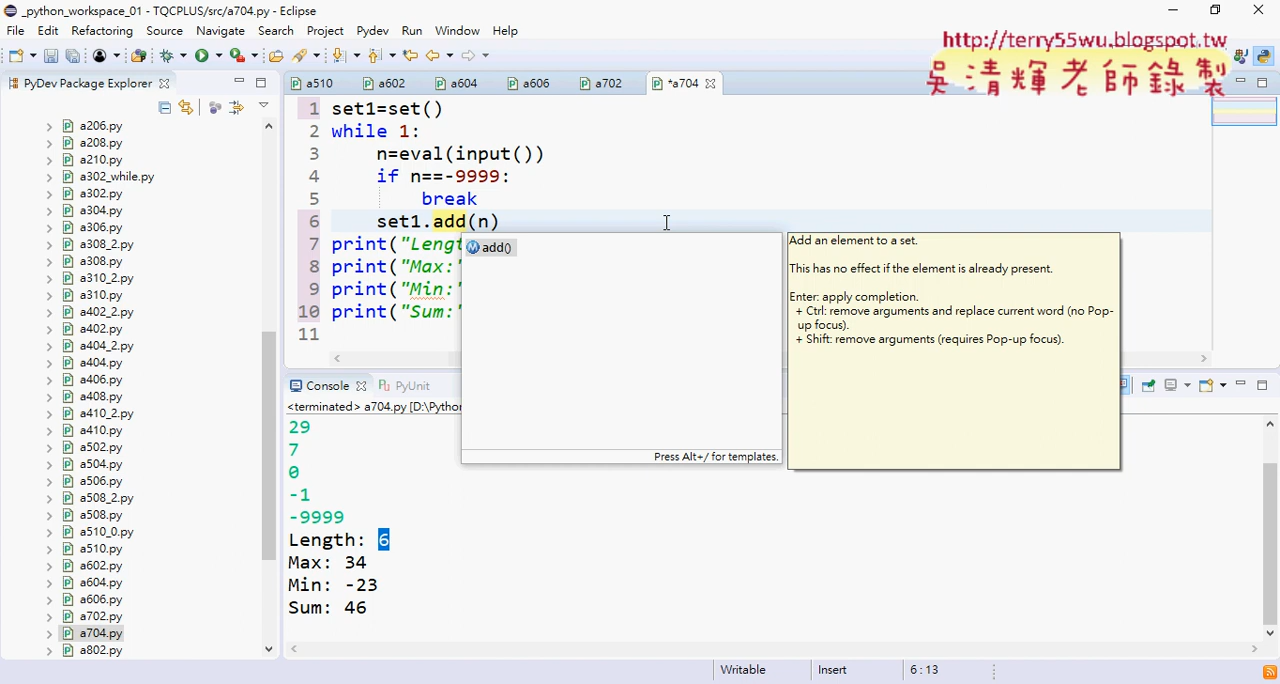 _python_workspace_01 - TQCPLUS/src/a704.py - Eclipse
File Edit Refactoring Source Navigate Search Project Pydev Run Window Help
http://terry55wu.blogspot.tw
吳清輝老師錄製
PyDev Package Explorer
a510 a602 a604 a606 a702 *a704
a206.py
a208.py
a210.py
a302_while.py
a302.py
a304.py
a306.py
a308_2.py
a308.py
a310_2.py
a310.py
a402_2.py
a402.py
a404_2.py
a404.py
a406.py
a408.py
a410_2.py
a410.py
a502.py
a504.py
a506.py
a508_2.py
a508.py
a510_0.py
a510.py
a602.py
a604.py
a606.py
a702.py
a704.py
a802.py
1 set1=set()
2 while 1:
3 n=eval(input())
4 if n==-9999:
5 break
6 set1.add(n)
7 print("Lengt
8 print("Max:"
9 print("Min:"
10 print("Sum:"
11
add()
Press Alt+/ for templates.
Add an element to a set.
This has no effect if the element is already present.
Enter: apply completion.
+ Ctrl: remove arguments and replace current word (no Pop-
up focus).
+ Shift: remove arguments (requires Pop-up focus).
Console PyUnit
<terminated> a704.py [D:\Python
29
7
0
-1
-9999
Length: 6
Max: 34
Min: -23
Sum: 46
Writable Insert 6 : 13